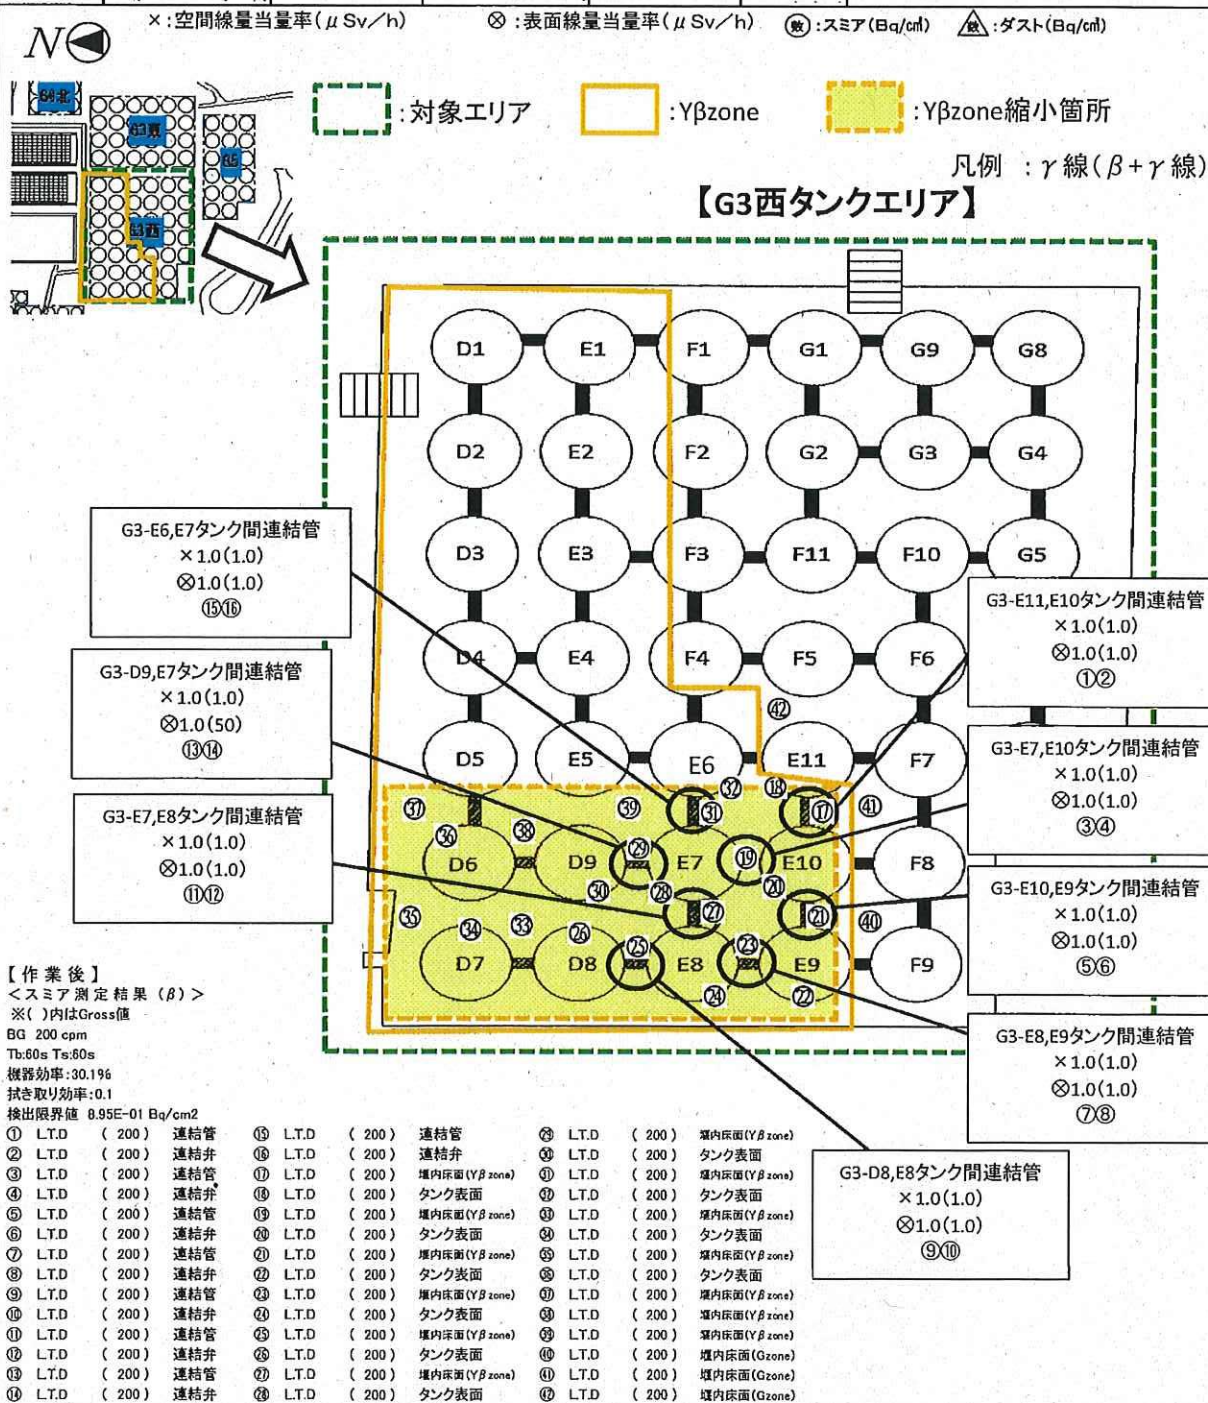 ×:空間線量当量率(μSv/h) ⊗:表面線量当量率(μSv/h) :スミア(Bq/c㎡) :ダスト(Bq/c㎡)
N
G3東
G5
G3西
:対象エリア :Yβzone :Yβzone縮小箇所
凡例 :γ線(β+γ線)
【G3西タンクエリア】
D1 E1 F1 G1 G9 G8
D2 E2 F2 G2 G3 G4
D3 E3 F3 F11 F10 G5
D4 E4 F4 F5 F6
㊷
D5 E5 E6 E11 F7
㊲ ㊴ ㉛ ㉜ ⑱ ⑰ ㊶
㊱ ㊳
D6 D9 ㉙ E7 ⑲ E10 F8
㉚ ㉘ ⑳
㉟ ㉞ ㉝ ㉖ ㉕ ㉗ ㉓ ㉑ ㊵
D7 D8 E8 E9 F9
㉔ ㉒
G3-E6,E7タンク間連結管
×1.0(1.0)
⊗1.0(1.0)
⑮⑯
G3-D9,E7タンク間連結管
×1.0(1.0)
⊗1.0(50)
⑬⑭
G3-E7,E8タンク間連結管
×1.0(1.0)
⊗1.0(1.0)
⑪⑫
G3-E11,E10タンク間連結管
×1.0(1.0)
⊗1.0(1.0)
①②
G3-E7,E10タンク間連結管
×1.0(1.0)
⊗1.0(1.0)
③④
G3-E10,E9タンク間連結管
×1.0(1.0)
⊗1.0(1.0)
⑤⑥
G3-E8,E9タンク間連結管
×1.0(1.0)
⊗1.0(1.0)
⑦⑧
G3-D8,E8タンク間連結管
×1.0(1.0)
⊗1.0(1.0)
⑨⑩
【作業後】
<スミア測定結果(β)>
※( )内はGross値
BG 200 cpm
Tb:60s Ts:60s
機器効率:30.1%
拭き取り効率:0.1
検出限界値 8.95E-01 Bq/cm2
① L.T.D ( 200 ) 連結管 ⑮ L.T.D ( 200 ) 連結管 ㉙ L.T.D ( 200 ) 堰内床面(Yβzone)
② L.T.D ( 200 ) 連結弁 ⑯ L.T.D ( 200 ) 連結弁 ㉚ L.T.D ( 200 ) タンク表面
③ L.T.D ( 200 ) 連結管 ⑰ L.T.D ( 200 ) 堰内床面(Yβzone) ㉛ L.T.D ( 200 ) 堰内床面(Yβzone)
④ L.T.D ( 200 ) 連結弁 ⑱ L.T.D ( 200 ) タンク表面 ㉜ L.T.D ( 200 ) タンク表面
⑤ L.T.D ( 200 ) 連結管 ⑲ L.T.D ( 200 ) 堰内床面(Yβzone) ㉝ L.T.D ( 200 ) 堰内床面(Yβzone)
⑥ L.T.D ( 200 ) 連結弁 ⑳ L.T.D ( 200 ) タンク表面 ㉞ L.T.D ( 200 ) タンク表面
⑦ L.T.D ( 200 ) 連結管 ㉑ L.T.D ( 200 ) 堰内床面(Yβzone) ㉟ L.T.D ( 200 ) 堰内床面(Yβzone)
⑧ L.T.D ( 200 ) 連結弁 ㉒ L.T.D ( 200 ) タンク表面 ㊱ L.T.D ( 200 ) タンク表面
⑨ L.T.D ( 200 ) 連結管 ㉓ L.T.D ( 200 ) 堰内床面(Yβzone) ㊲ L.T.D ( 200 ) 堰内床面(Yβzone)
⑩ L.T.D ( 200 ) 連結弁 ㉔ L.T.D ( 200 ) タンク表面 ㊳ L.T.D ( 200 ) 堰内床面(Yβzone)
⑪ L.T.D ( 200 ) 連結管 ㉕ L.T.D ( 200 ) 堰内床面(Yβzone) ㊴ L.T.D ( 200 ) 堰内床面(Yβzone)
⑫ L.T.D ( 200 ) 連結弁 ㉖ L.T.D ( 200 ) タンク表面 ㊵ L.T.D ( 200 ) 堰内床面(Gzone)
⑬ L.T.D ( 200 ) 連結管 ㉗ L.T.D ( 200 ) 堰内床面(Yβzone) ㊶ L.T.D ( 200 ) 堰内床面(Gzone)
⑭ L.T.D ( 200 ) 連結弁 ㉘ L.T.D ( 200 ) タンク表面 ㊷ L.T.D ( 200 ) 堰内床面(Gzone)